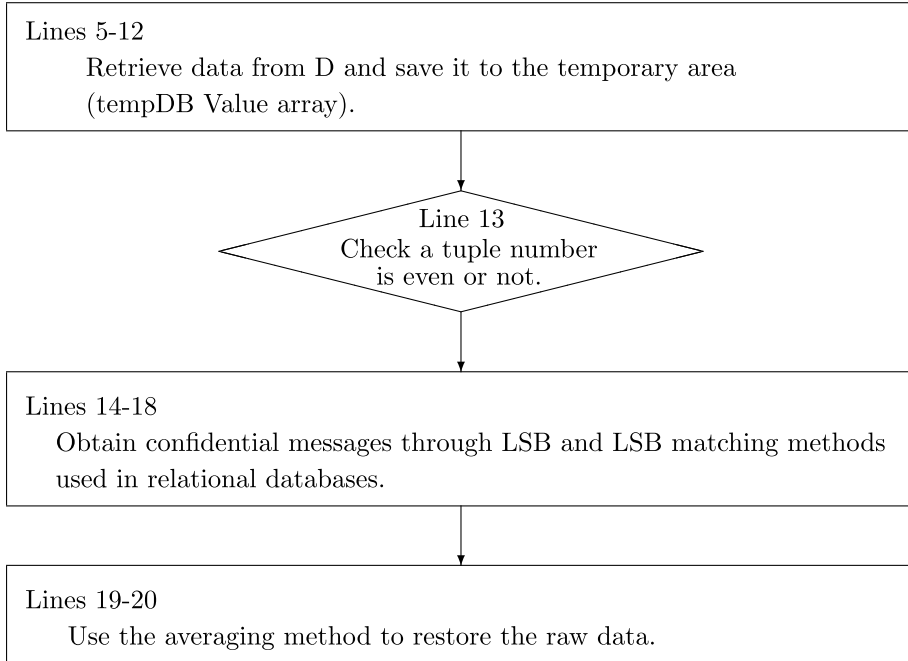 Lines 5-12
Retrieve data from D and save it to the temporary area
(tempDB Value array).
Line 13
Check a tuple number
is even or not.
Lines 14-18
Obtain confidential messages through LSB and LSB matching methods
used in relational databases.
Lines 19-20
Use the averaging method to restore the raw data.